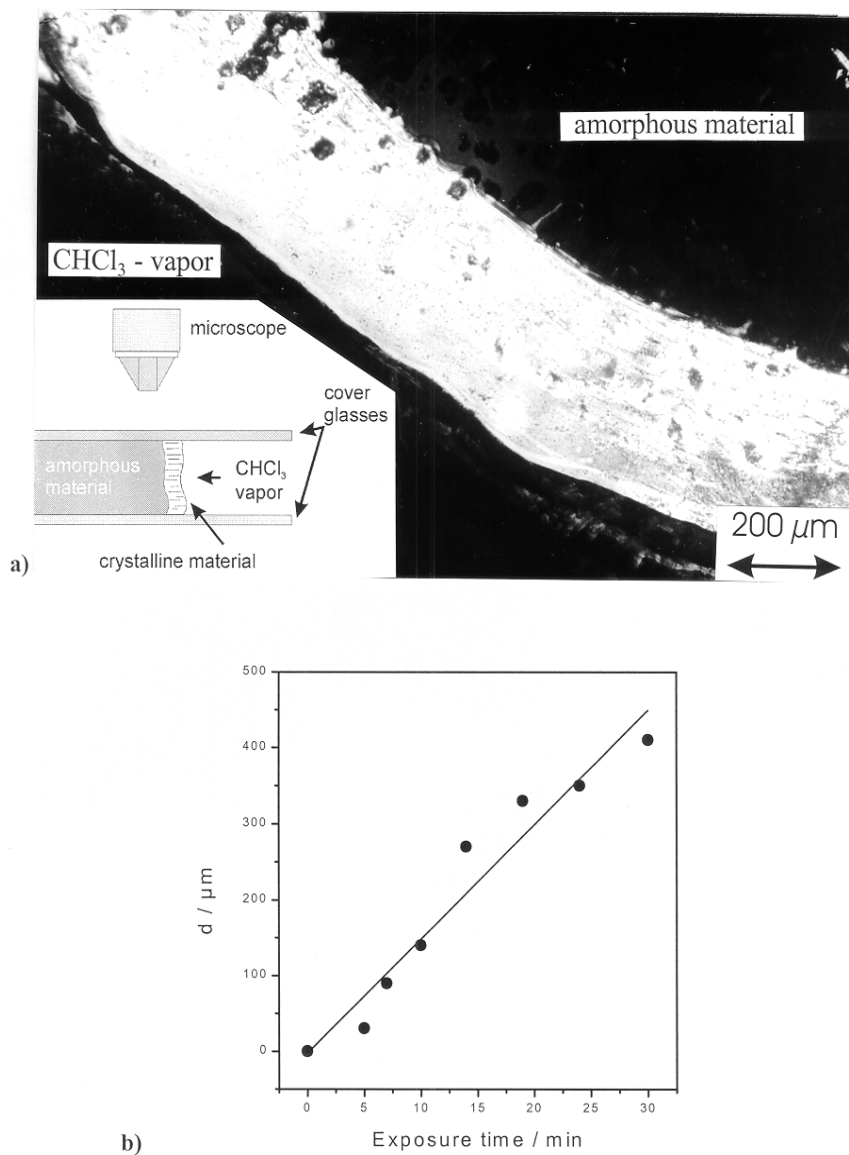 amorphous material
CHCl₃ - vapor
microscope
cover
glasses
amorphous
material
CHCl₃
vapor
crystalline material
200 µm
a)
500
400
300
200
100
0
d / µm
0 5 10 15 20 25 30
Exposure time / min
b)